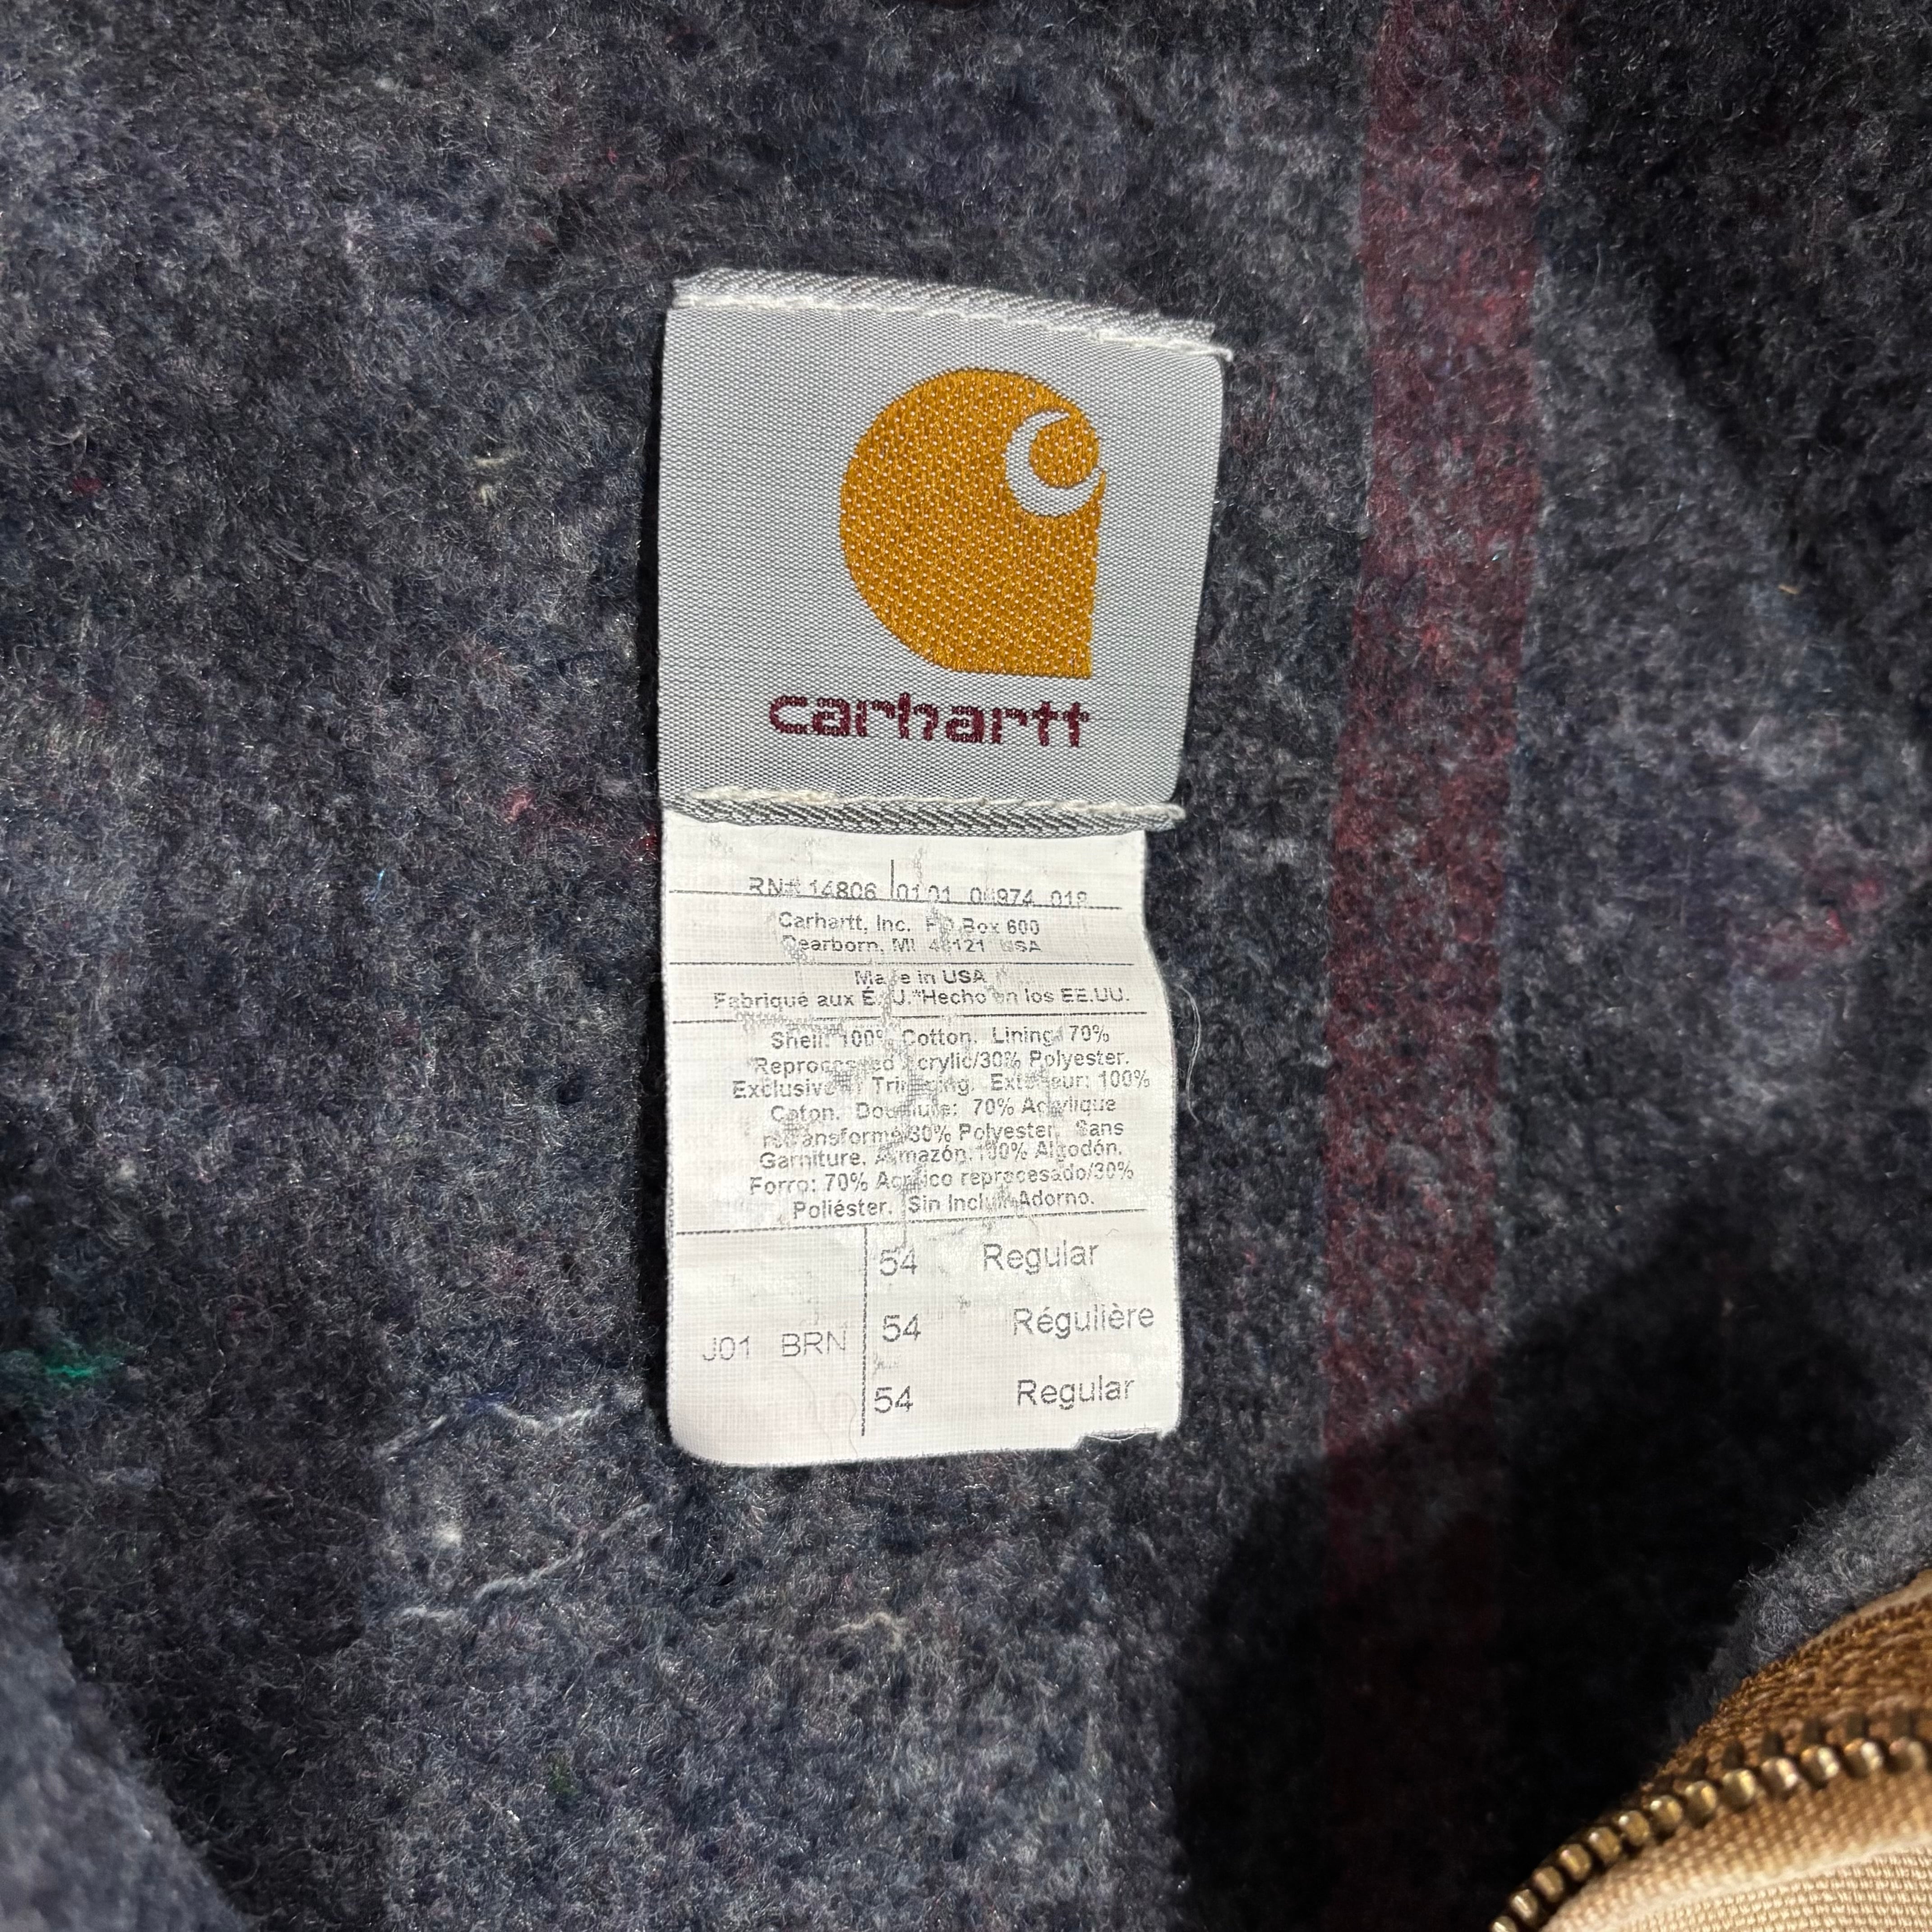 carhartt
RN# 14806 0101 974 018
Carhartt, Inc. PO Box 600
Dearborn, MI 48121 USA
Made in USA
Fabriqué aux É.U. Hecho en los EE.UU.
Shell: 100% Cotton. Lining: 70%
Reprocessed Acrylic/30% Polyester.
Exclusive of Trimming. Extérieur: 100%
Coton. Doublure: 70% Acrylique
retransformé/30% Polyester. Sans
Garniture. Armazón:100% Algodón.
Forro: 70% Acrílico reprocesado/30%
Poliéster. Sin Incluir Adorno.
54 Regular
54 Régulière
J01 BRN
54 Regular